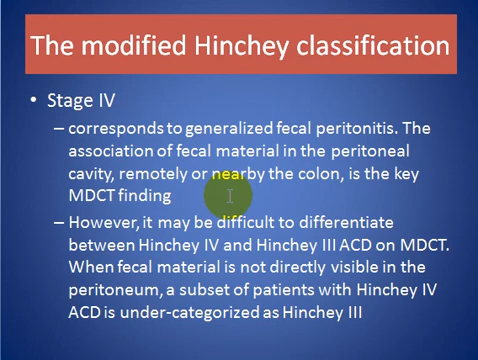 The modified Hinchey classification
• Stage IV
– corresponds to generalized fecal peritonitis. The
association of fecal material in the peritoneal
cavity, remotely or nearby the colon, is the key
MDCT finding
– However, it may be difficult to differentiate
between Hinchey IV and Hinchey III ACD on MDCT.
When fecal material is not directly visible in the
peritoneum, a subset of patients with Hinchey IV
ACD is under-categorized as Hinchey III